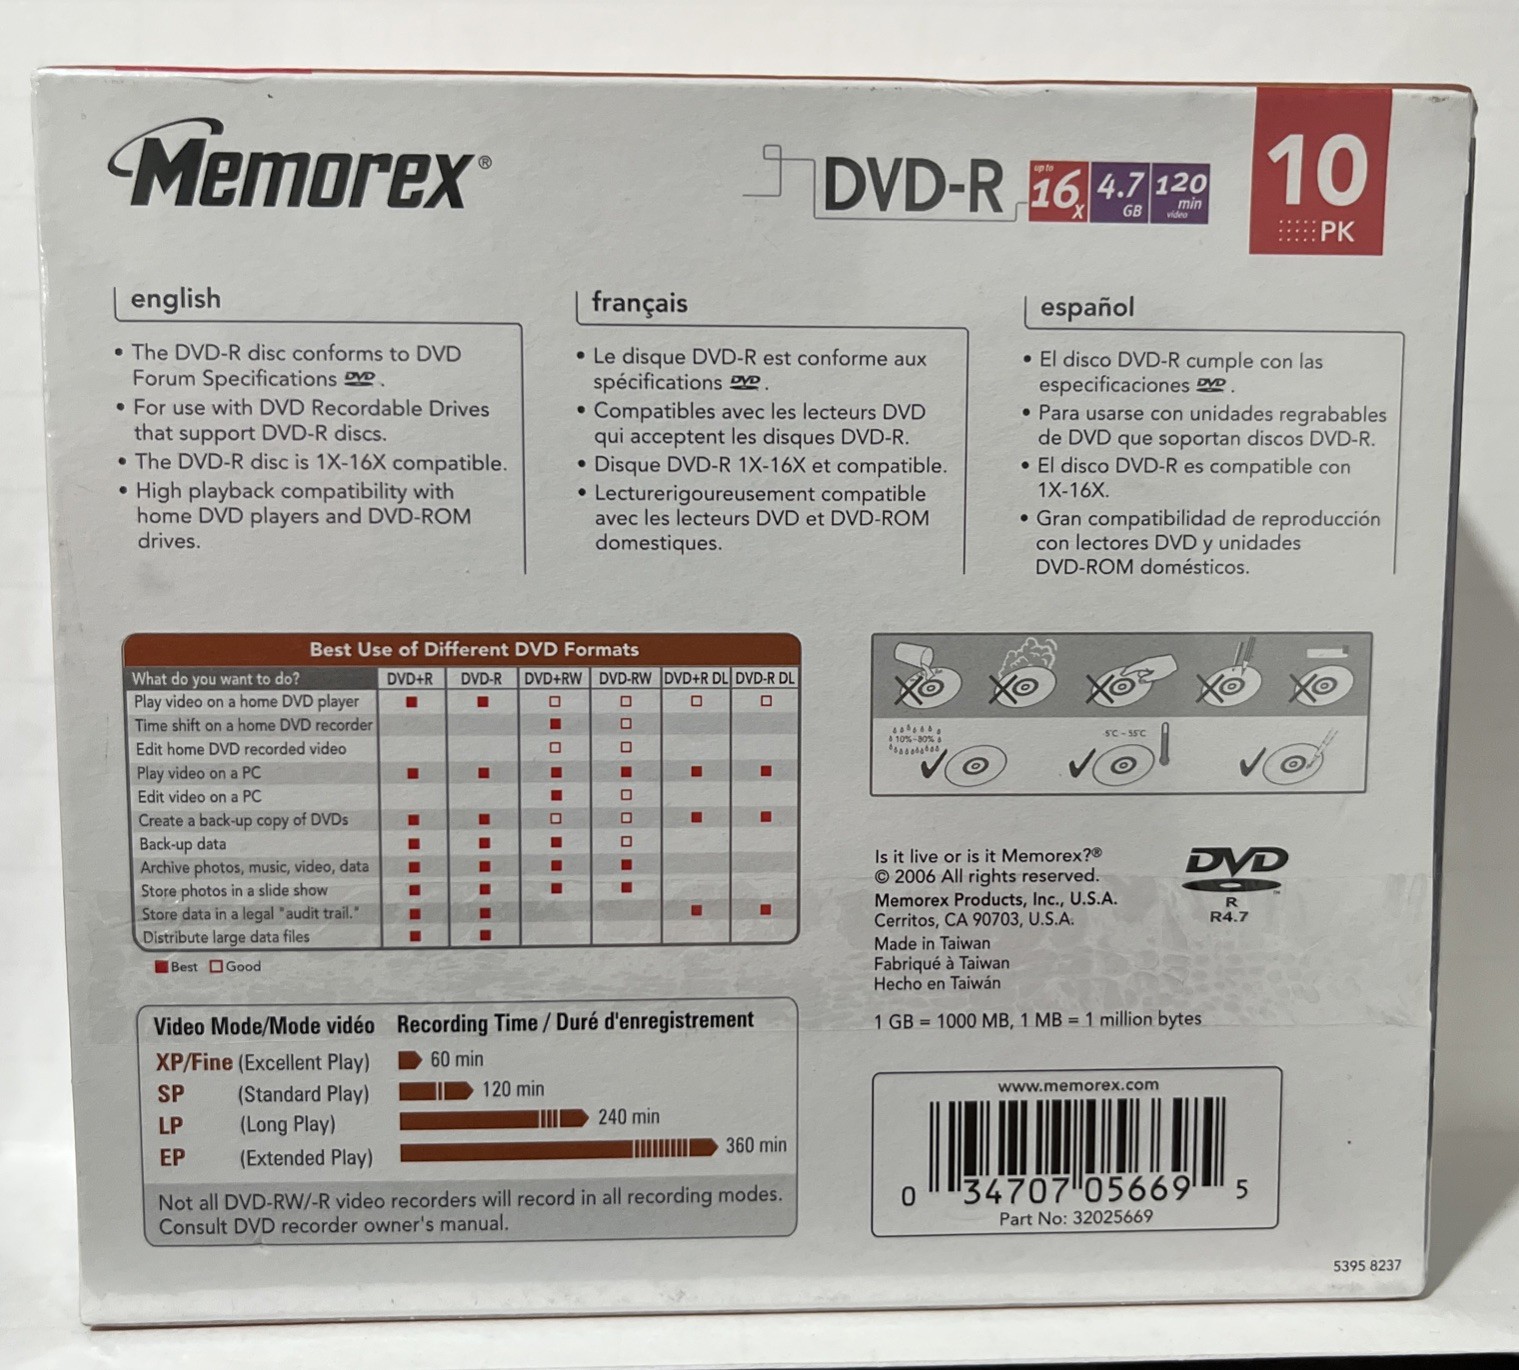 Memorex®
DVD-R
up to
16x
4.7
GB
120
min
video
10
PK
english
• The DVD-R disc conforms to DVD
Forum Specifications DVD.
• For use with DVD Recordable Drives
that support DVD-R discs.
• The DVD-R disc is 1X-16X compatible.
• High playback compatibility with
home DVD players and DVD-ROM
drives.
français
• Le disque DVD-R est conforme aux
spécifications DVD.
• Compatibles avec les lecteurs DVD
qui acceptent les disques DVD-R.
• Disque DVD-R 1X-16X et compatible.
• Lecturerigoureusement compatible
avec les lecteurs DVD et DVD-ROM
domestiques.
español
• El disco DVD-R cumple con las
especificaciones DVD.
• Para usarse con unidades regrabables
de DVD que soportan discos DVD-R.
• El disco DVD-R es compatible con
1X-16X.
• Gran compatibilidad de reproducción
con lectores DVD y unidades
DVD-ROM domésticos.
Best Use of Different DVD Formats
What do you want to do? DVD+R DVD-R DVD+RW DVD-RW DVD+R DL DVD-R DL
Play video on a home DVD player ■ ■ □ □ □ □
Time shift on a home DVD recorder ■ □
Edit home DVD recorded video □ □
Play video on a PC ■ ■ ■ ■ ■ ■
Edit video on a PC ■ □
Create a back-up copy of DVDs ■ ■ □ □ ■ ■
Back-up data ■ ■ ■ □
Archive photos, music, video, data ■ ■ ■ ■
Store photos in a slide show ■ ■ ■ ■
Store data in a legal "audit trail." ■ ■ ■ ■
Distribute large data files ■ ■
■ Best □ Good
10%-80%
5°C - 55°C
Is it live or is it Memorex?®
© 2006 All rights reserved.
Memorex Products, Inc., U.S.A.
Cerritos, CA 90703, U.S.A.
Made in Taiwan
Fabriqué à Taiwan
Hecho en Taiwán
DVD™
R
R4.7
1 GB = 1000 MB, 1 MB = 1 million bytes
Video Mode/Mode vidéo Recording Time / Duré d'enregistrement
XP/Fine (Excellent Play) 60 min
SP (Standard Play) 120 min
LP (Long Play) 240 min
EP (Extended Play) 360 min
Not all DVD-RW/-R video recorders will record in all recording modes.
Consult DVD recorder owner's manual.
www.memorex.com
0 34707 05669 5
Part No: 32025669
5395 8237